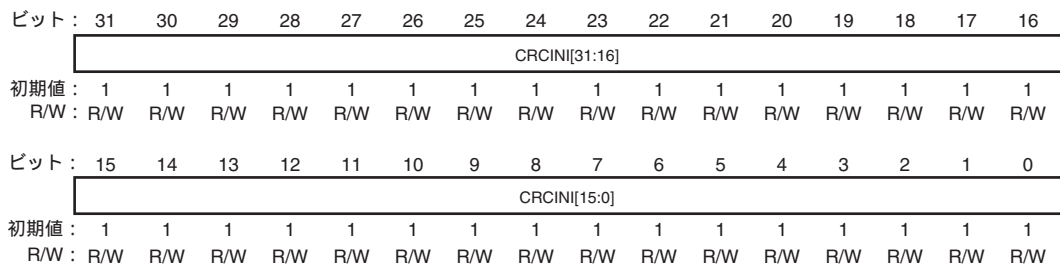 ビット： 31 30 29 28 27 26 25 24 23 22 21 20 19 18 17 16
CRCINI[31:16]
初期値： 1 1 1 1 1 1 1 1 1 1 1 1 1 1 1 1
R/W： R/W R/W R/W R/W R/W R/W R/W R/W R/W R/W R/W R/W R/W R/W R/W R/W
ビット： 15 14 13 12 11 10 9 8 7 6 5 4 3 2 1 0
CRCINI[15:0]
初期値： 1 1 1 1 1 1 1 1 1 1 1 1 1 1 1 1
R/W： R/W R/W R/W R/W R/W R/W R/W R/W R/W R/W R/W R/W R/W R/W R/W R/W